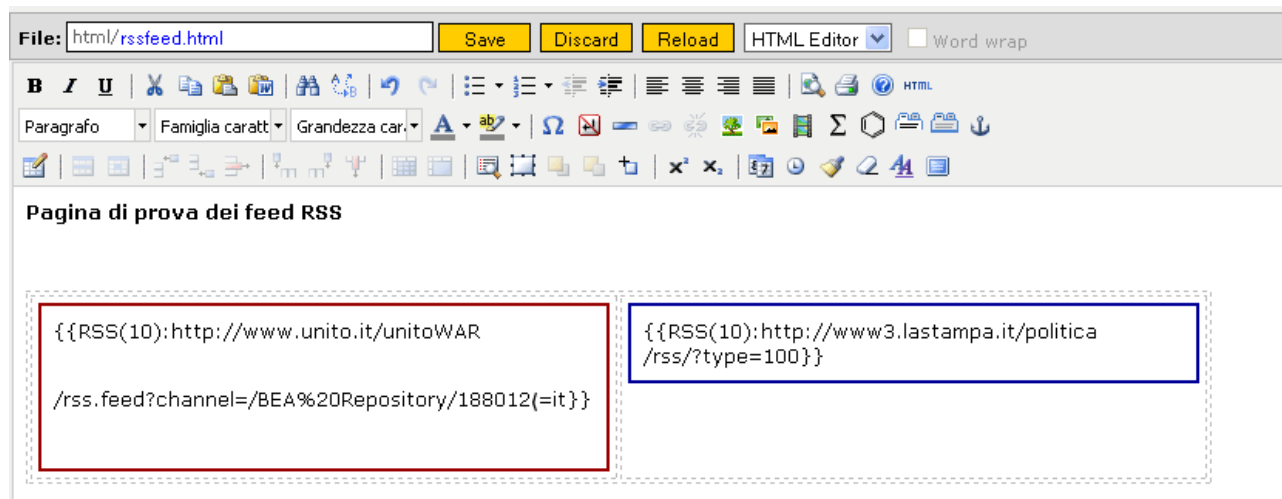 File: html/rssfeed.html Save Discard Reload HTML Editor Word wrap
B I U HTML
Paragrafo Famiglia caratt Grandezza car.
Pagina di prova dei feed RSS
{{RSS(10):http://www.unito.it/unitoWAR
/rss.feed?channel=/BEA%20Repository/188012(=it}}
{{RSS(10):http://www3.lastampa.it/politica
/rss/?type=100}}